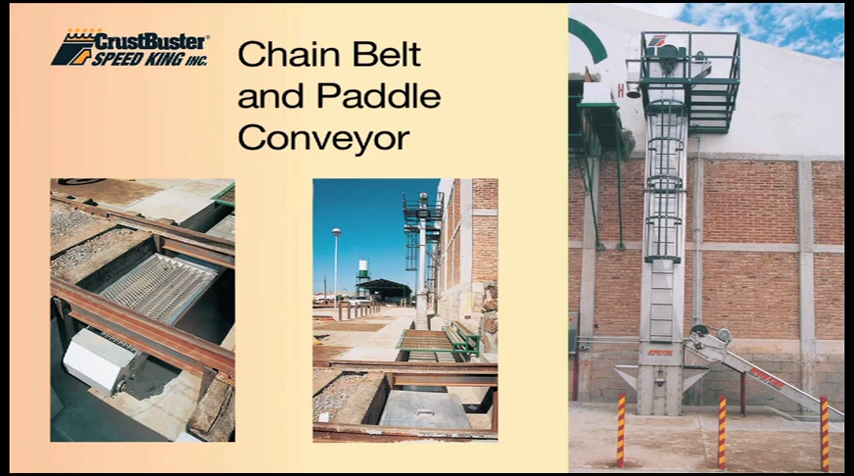 CrustBuster®
SPEED KING INC.
Chain Belt
and Paddle
Conveyor